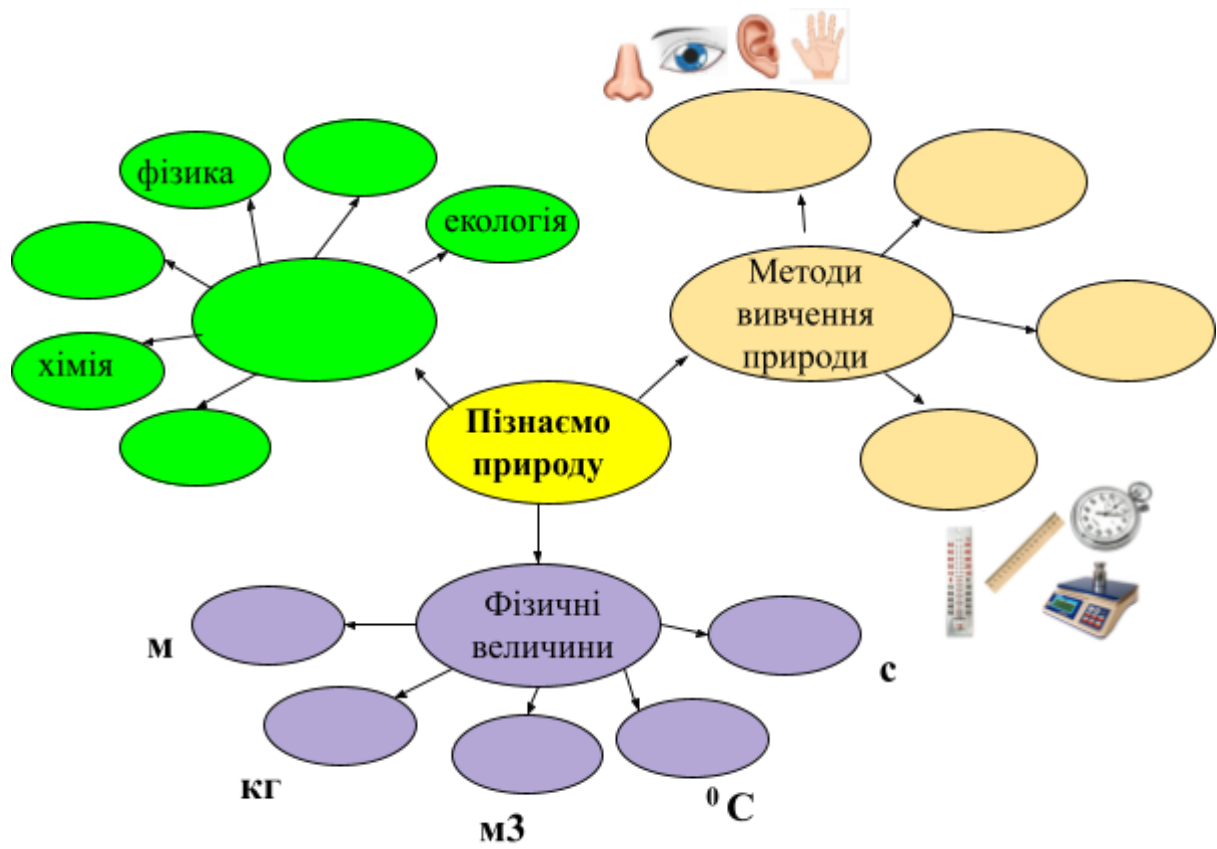 фізика
екологія
хімія
Методи
вивчення
природи
Пізнаємо
природу
Фізичні
величини
м
с
кг
⁰ С
м3